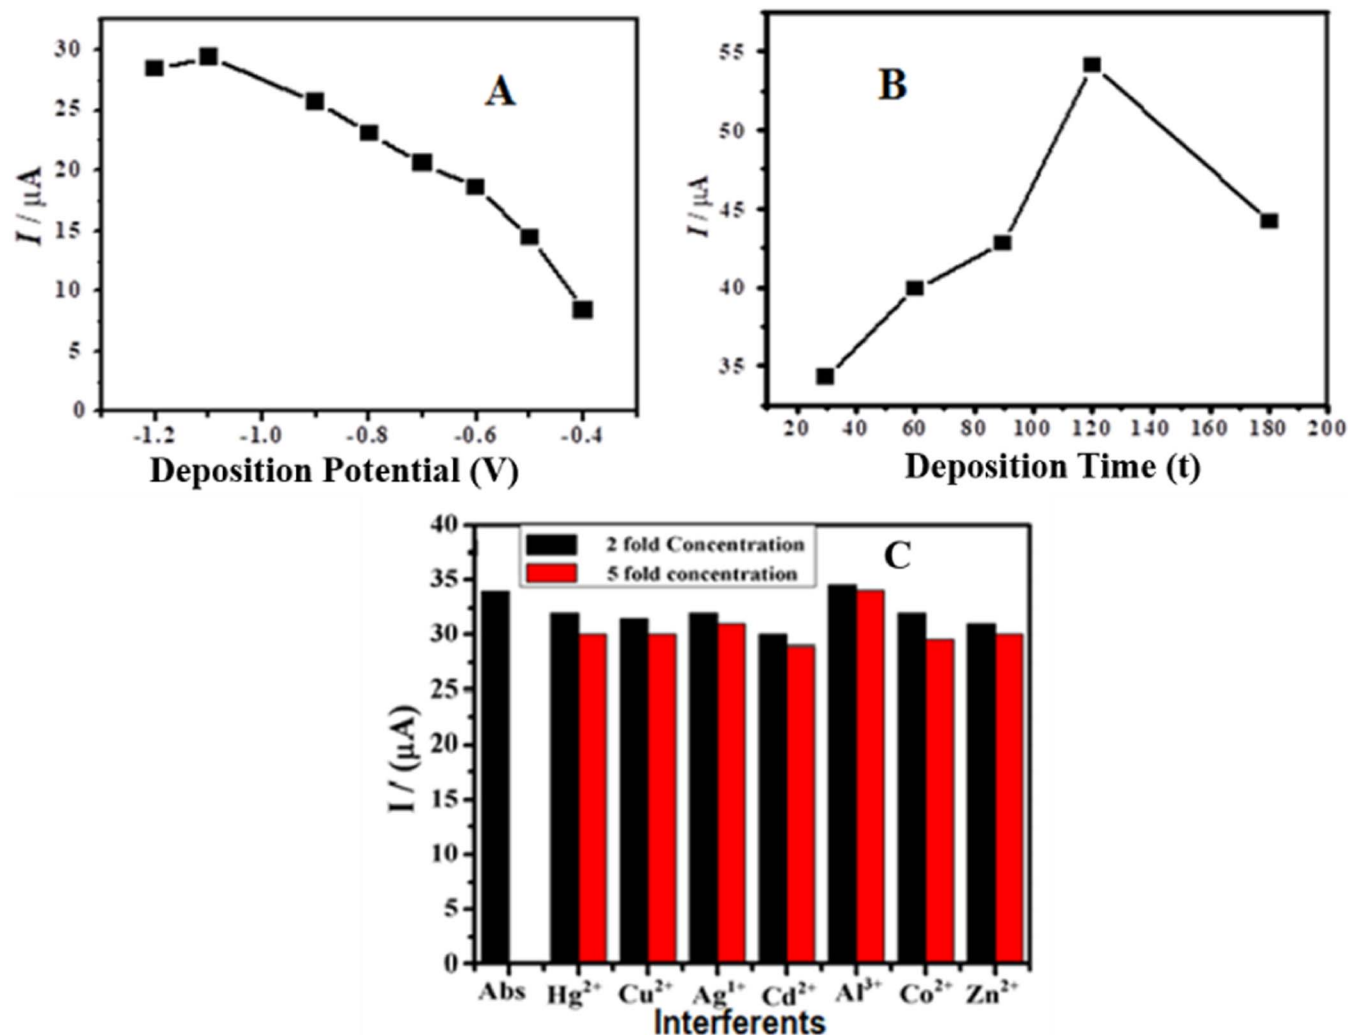 30
25
20
15
10
5
0
I / μA
A
-1.2 -1.0 -0.8 -0.6 -0.4
Deposition Potential (V)
55
50
45
40
35
I / μA
B
20 40 60 80 100 120 140 160 180 200
Deposition Time (t)
40
35
30
25
20
15
10
5
0
I / (μA)
2 fold Concentration
5 fold concentration
C
Abs Hg²⁺ Cu²⁺ Ag¹⁺ Cd²⁺ Al³⁺ Co²⁺ Zn²⁺
Interferents